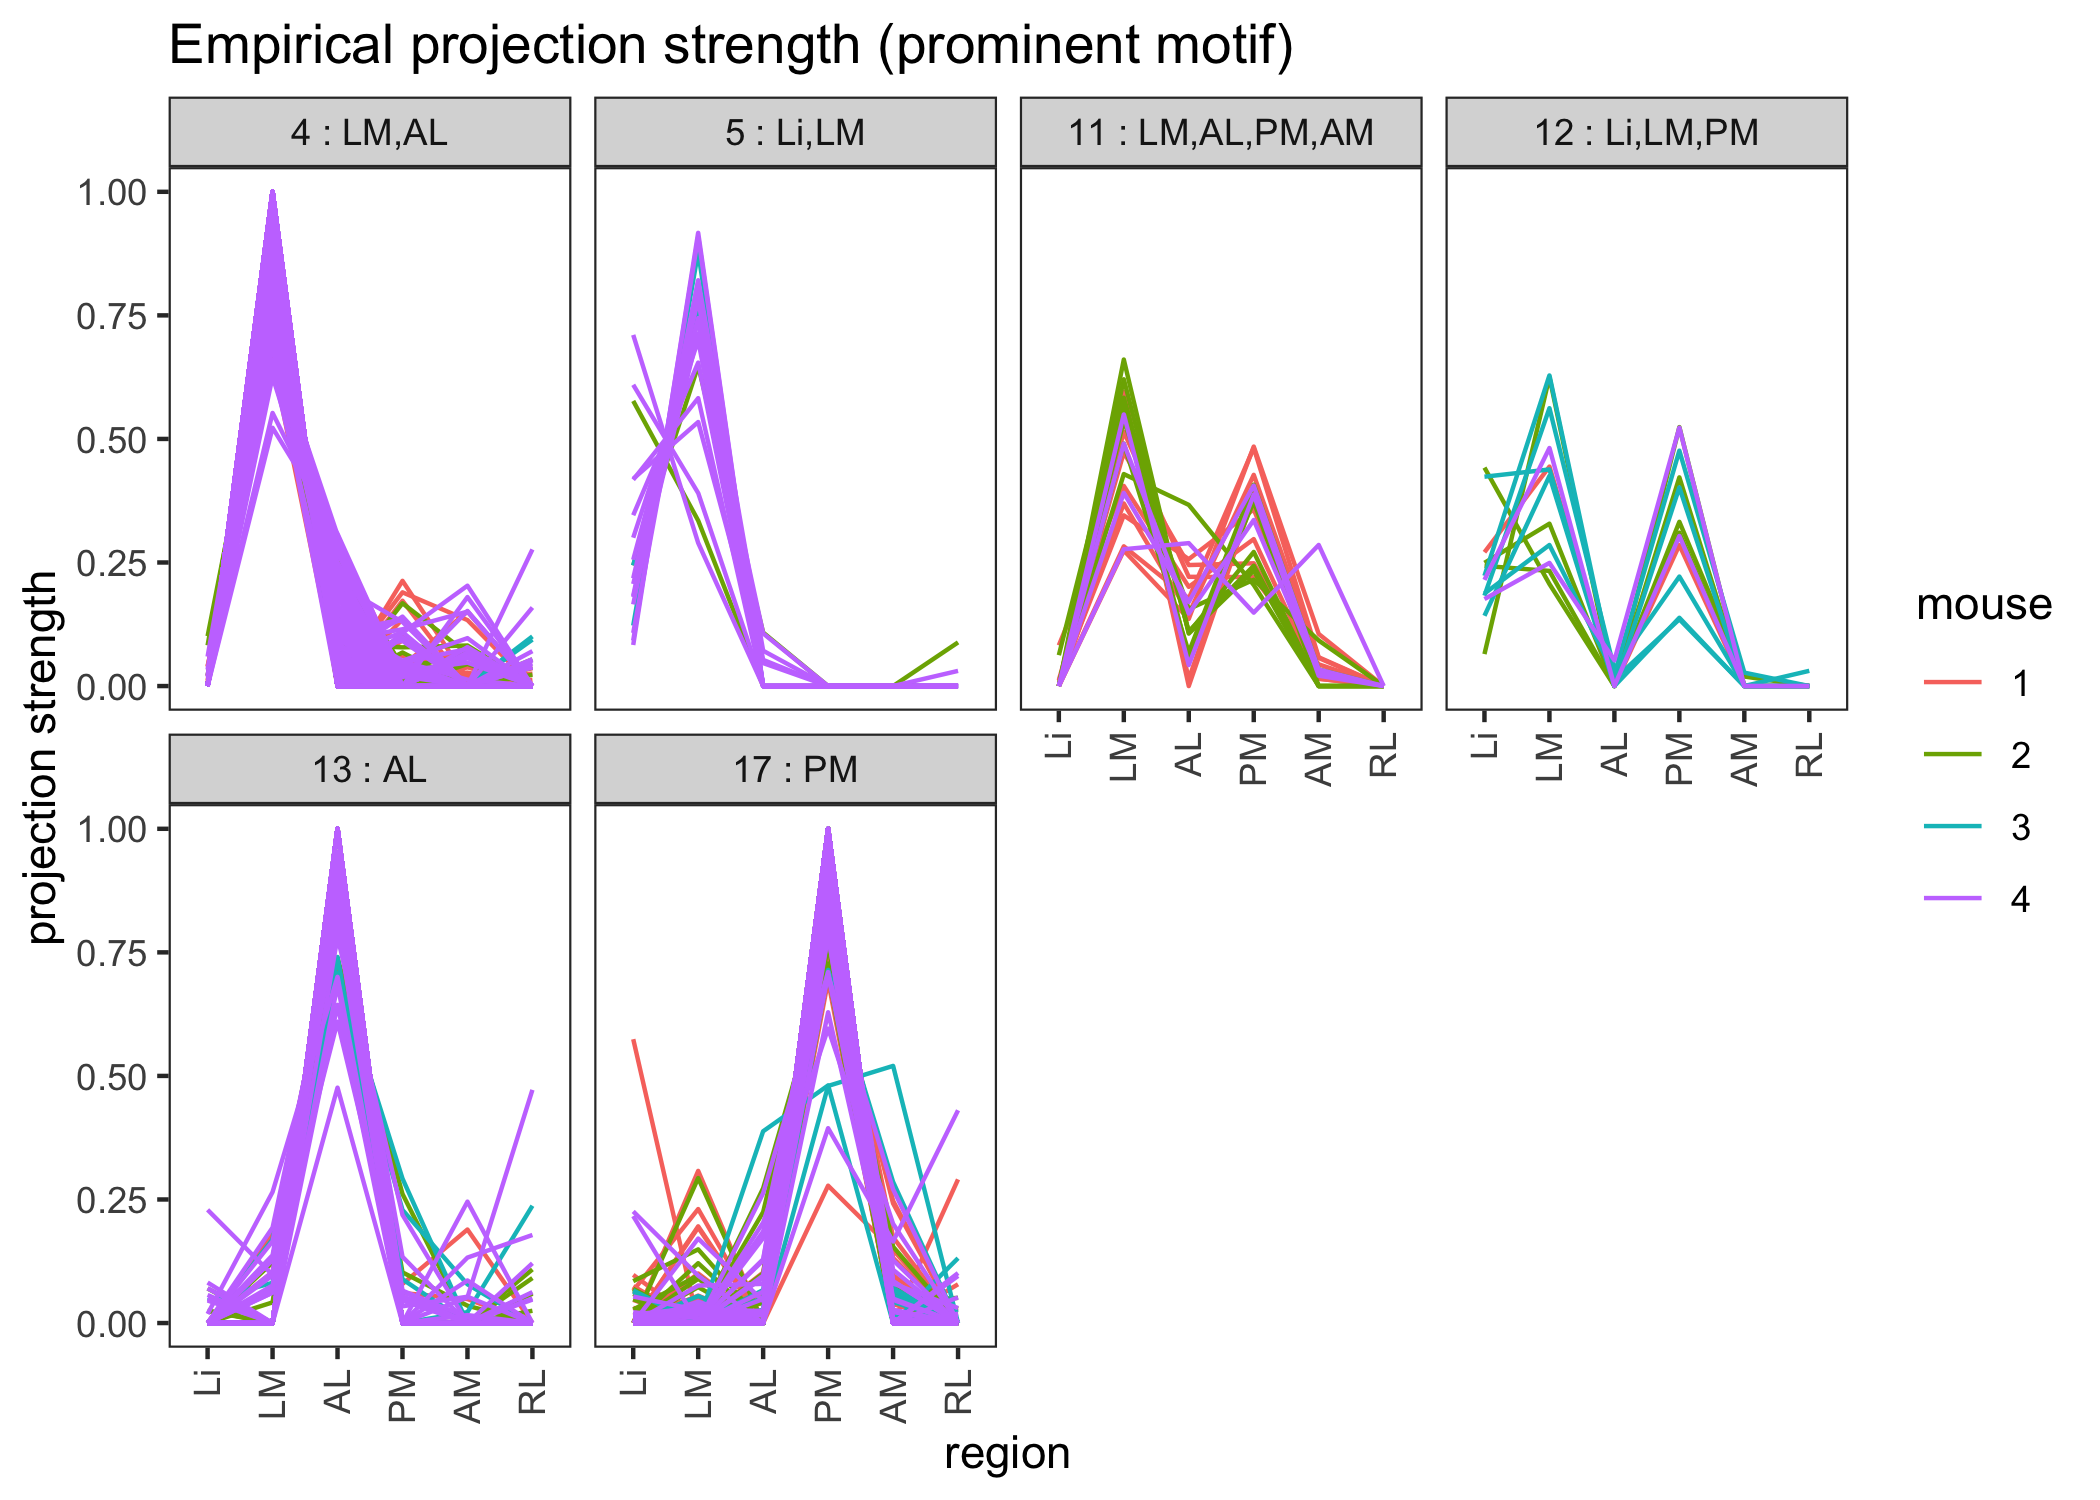 Empirical projection strength (prominent motif)
4 : LM,AL
5 : Li,LM
11 : LM,AL,PM,AM
12 : Li,LM,PM
1.00
0.75
0.50
0.25
0.00
Li
LM
AL
PM
AM
RL
Li
LM
AL
PM
AM
RL
13 : AL
17 : PM
1.00
0.75
0.50
0.25
0.00
Li
LM
AL
PM
AM
RL
Li
LM
AL
PM
AM
RL
projection strength
region
mouse
1
2
3
4